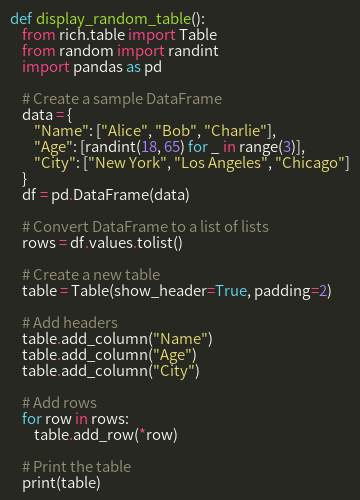 def display_random_table():
    from rich.table import Table
    from random import randint
    import pandas as pd

    # Create a sample DataFrame
    data = {
        "Name": ["Alice", "Bob", "Charlie"],
        "Age": [randint(18, 65) for _ in range(3)],
        "City": ["New York", "Los Angeles", "Chicago"]
    }
    df = pd.DataFrame(data)

    # Convert DataFrame to a list of lists
    rows = df.values.tolist()

    # Create a new table
    table = Table(show_header=True, padding=2)

    # Add headers
    table.add_column("Name")
    table.add_column("Age")
    table.add_column("City")

    # Add rows
    for row in rows:
        table.add_row(*row)

    # Print the table
    print(table)